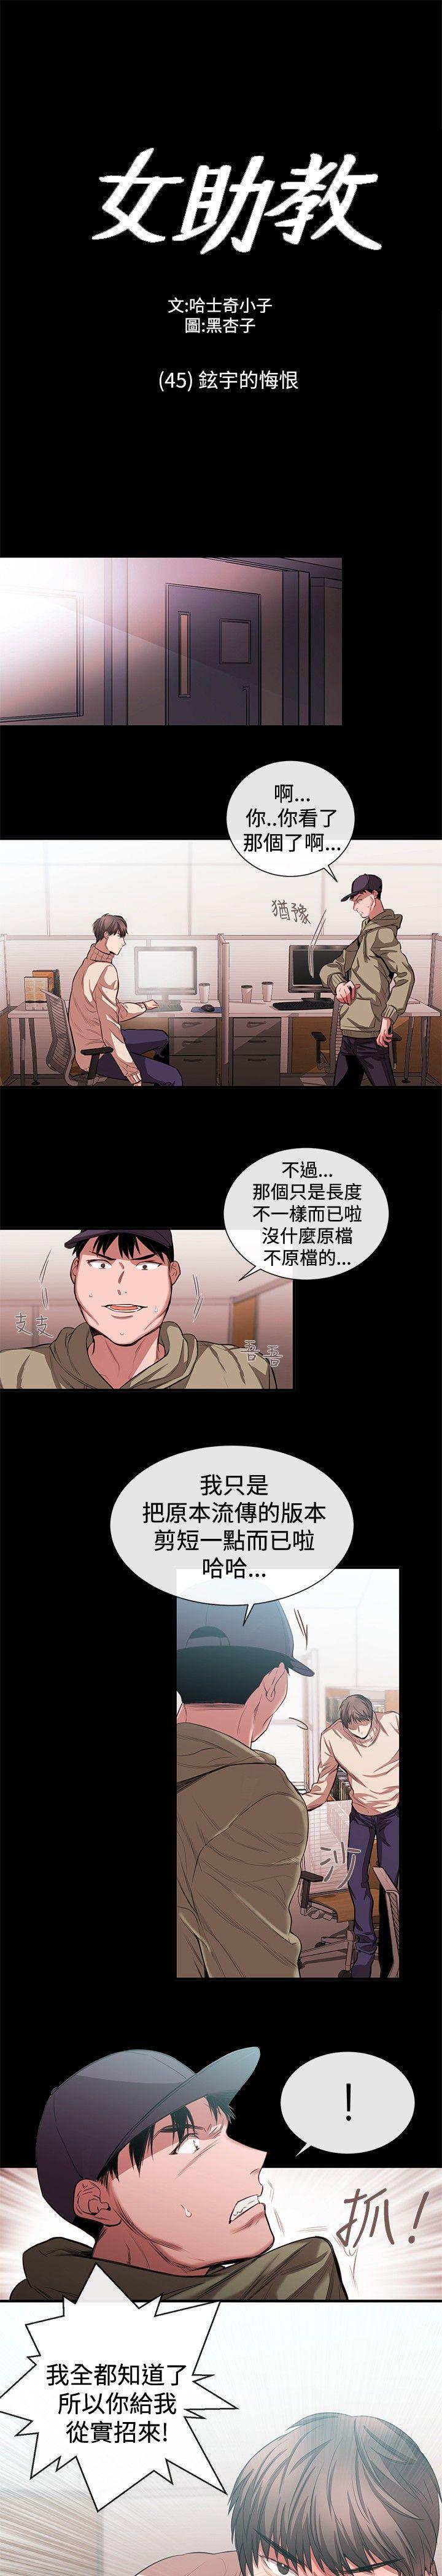 女助教
文:哈士奇小子
圖:黑杏子
(45) 鉉宇的悔恨
啊...
你..你看了
那個了啊...
猶豫
不過...
那個只是長度
不一樣而已啦
沒什麼原檔
不原檔的...
支支
吾吾
我只是
把原本流傳的版本
剪短一點而已啦
哈哈...
沙
!
抓!
我全都知道了
所以你給我
從實招來!